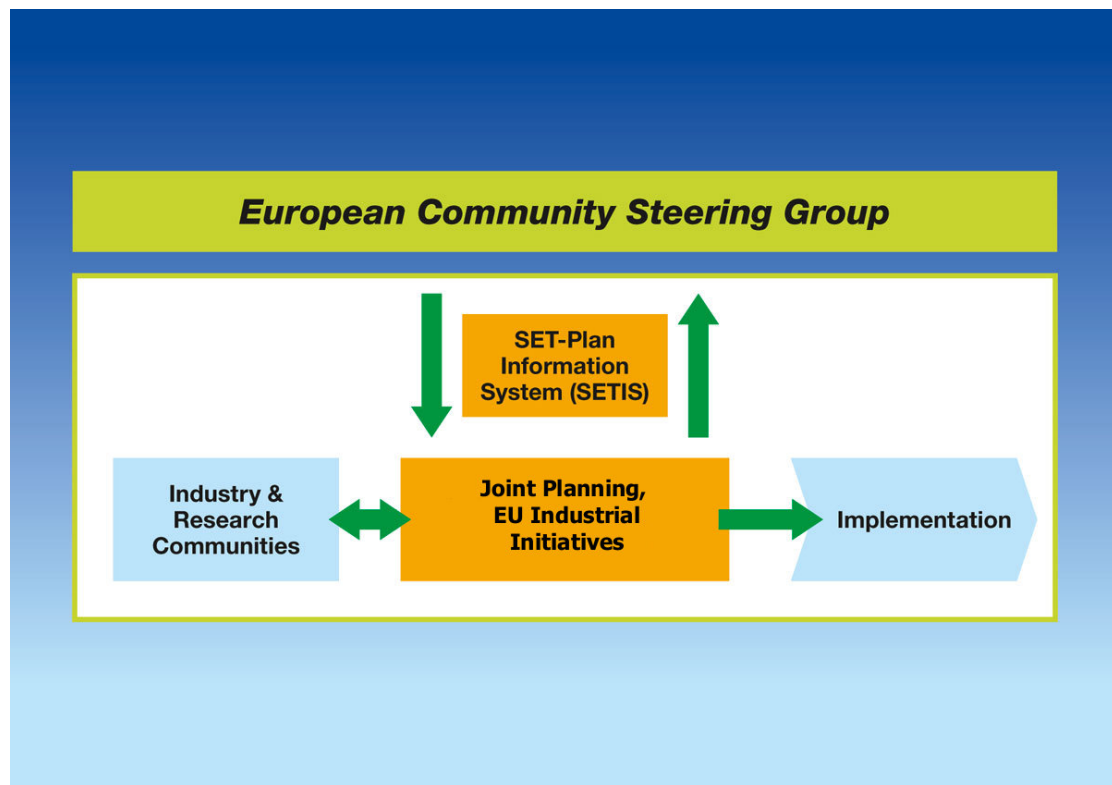 European Community Steering Group
SET-Plan
Information
System (SETIS)
Industry &
Research
Communities
Joint Planning,
EU Industrial
Initiatives
Implementation